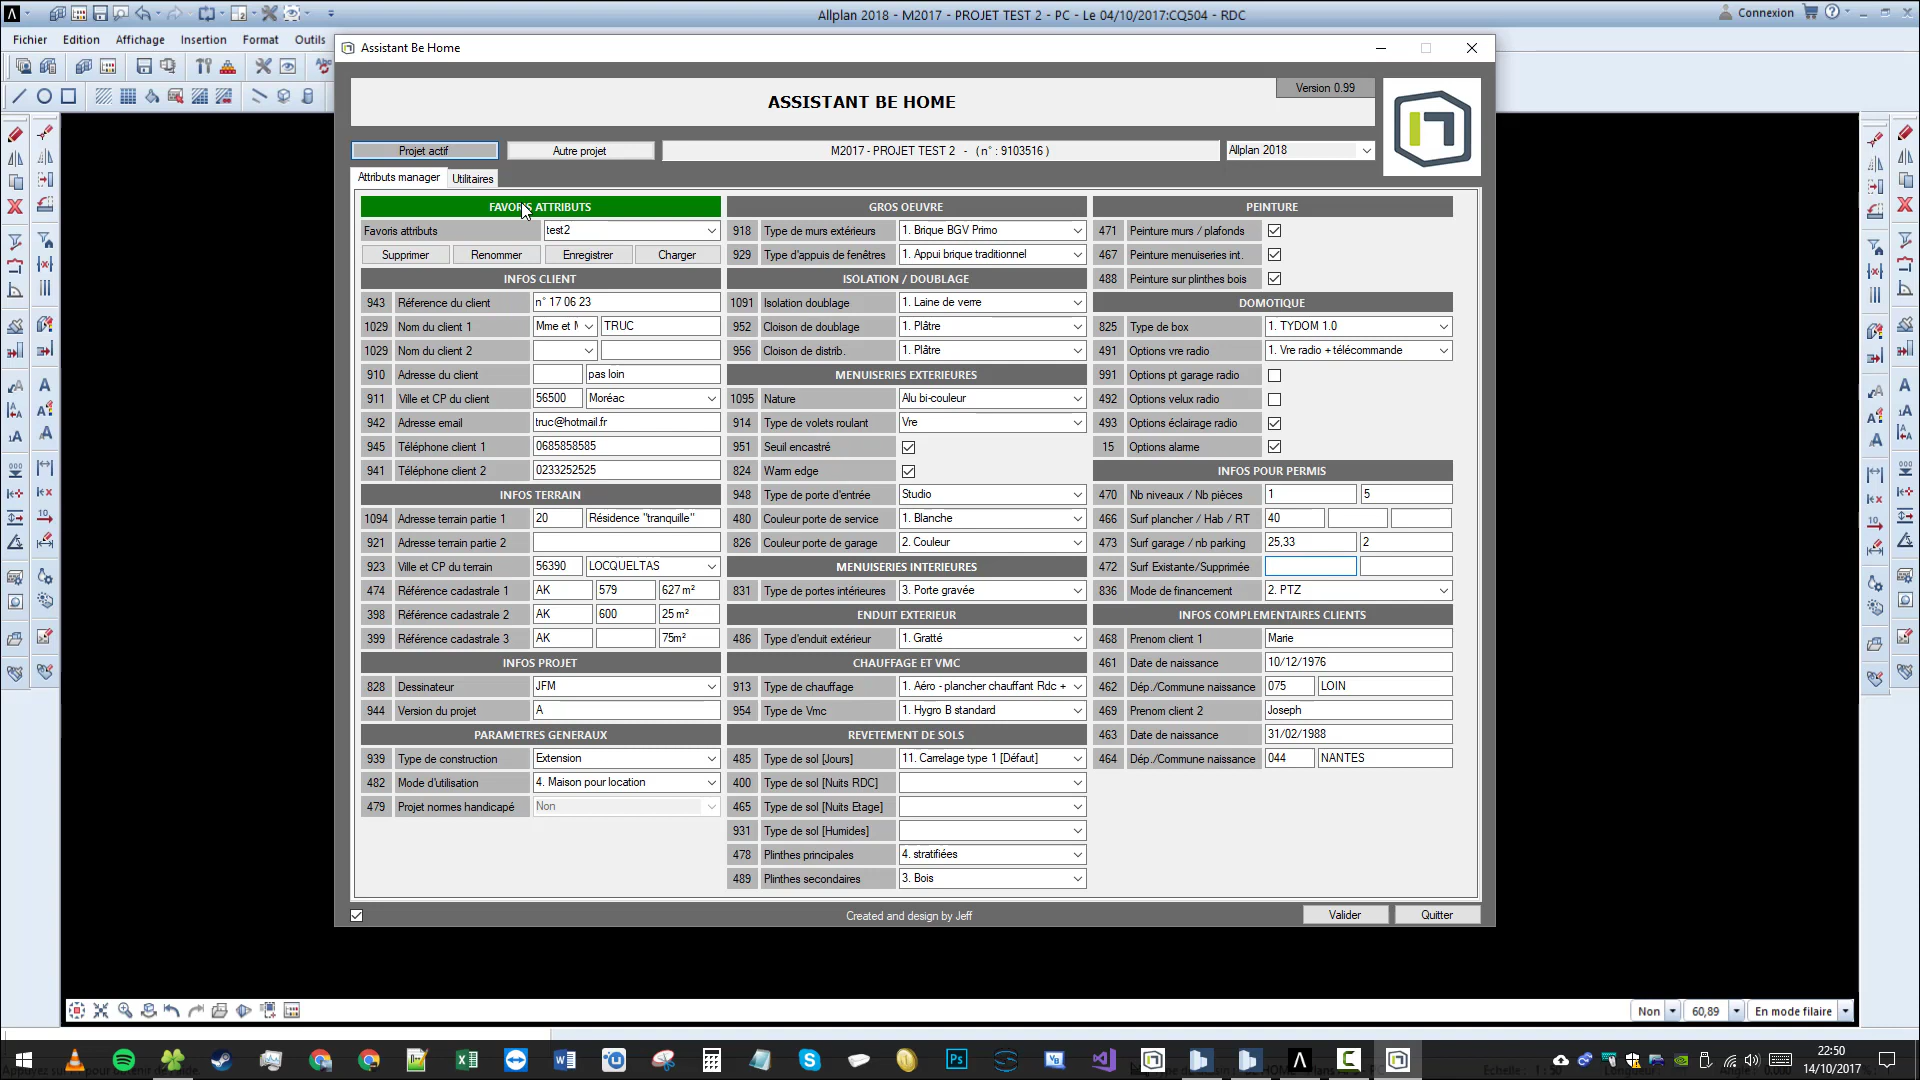 Allplan 2018 - M2017 - PROJET TEST 2 - PC - Le 04/10/2017:CQ504 - RDC
Connexion
Fichier Edition Affichage Insertion Format Outils
Assistant Be Home
ASSISTANT BE HOME
Version 0.99
Projet actif Autre projet M2017 - PROJET TEST 2 - ( n° : 9103516 ) Allplan 2018
Attributs manager Utilitaires
FAVORIS ATTRIBUTS
Favoris attributs test2
Supprimer Renommer Enregistrer Charger
INFOS CLIENT
943 Réference du client n° 17 06 23
1029 Nom du client 1 Mme et M TRUC
1029 Nom du client 2
910 Adresse du client pas loin
911 Ville et CP du client 56500 Moréac
942 Adresse email truc@hotmail.fr
945 Téléphone client 1 0685858585
941 Téléphone client 2 0233252525
INFOS TERRAIN
1094 Adresse terrain partie 1 20 Résidence "tranquille"
921 Adresse terrain partie 2
923 Ville et CP du terrain 56390 LOCQUELTAS
474 Référence cadastrale 1 AK 579 627 m²
398 Référence cadastrale 2 AK 600 25 m²
399 Référence cadastrale 3 AK 75m²
INFOS PROJET
828 Dessinateur JFM
944 Version du projet A
PARAMETRES GENERAUX
939 Type de construction Extension
482 Mode d'utilisation 4. Maison pour location
479 Projet normes handicapé Non
GROS OEUVRE
918 Type de murs extérieurs 1. Brique BGV Primo
929 Type d'appuis de fenêtres 1. Appui brique traditionnel
ISOLATION / DOUBLAGE
1091 Isolation doublage 1. Laine de verre
952 Cloison de doublage 1. Plâtre
956 Cloison de distrib. 1. Plâtre
MENUISERIES EXTERIEURES
1095 Nature Alu bi-couleur
914 Type de volets roulant Vre
951 Seuil encastré
824 Warm edge
948 Type de porte d'entrée Studio
480 Couleur porte de service 1. Blanche
826 Couleur porte de garage 2. Couleur
MENUISERIES INTERIEURES
831 Type de portes intérieures 3. Porte gravée
ENDUIT EXTERIEUR
486 Type d'enduit extérieur 1. Gratté
CHAUFFAGE ET VMC
913 Type de chauffage 1. Aéro - plancher chauffant Rdc +
954 Type de Vmc 1. Hygro B standard
REVETEMENT DE SOLS
485 Type de sol [Jours] 11. Carrelage type 1 [Défaut]
400 Type de sol [Nuits RDC]
465 Type de sol [Nuits Etage]
931 Type de sol [Humides]
478 Plinthes principales 4. stratifiées
489 Plinthes secondaires 3. Bois
PEINTURE
471 Peinture murs / plafonds
467 Peinture menuiseries int.
488 Peinture sur plinthes bois
DOMOTIQUE
825 Type de box 1. TYDOM 1.0
491 Options vre radio 1. Vre radio +télécommande
991 Options pt garage radio
492 Options velux radio
493 Options éclairage radio
15 Options alarme
INFOS POUR PERMIS
470 Nb niveaux / Nb pièces 1 5
466 Surf plancher / Hab / RT 40
473 Surf garage / nb parking 25,33 2
472 Surf Existante/Supprimée
836 Mode de financement 2. PTZ
INFOS COMPLEMENTAIRES CLIENTS
468 Prenom client 1 Marie
461 Date de naissance 10/12/1976
462 Dép./Commune naissance 075 LOIN
469 Prenom client 2 Joseph
463 Date de naissance 31/02/1988
464 Dép./Commune naissance 044 NANTES
Created and design by Jeff
Valider Quitter
Non 60,89 En mode filaire
22:50
14/10/2017